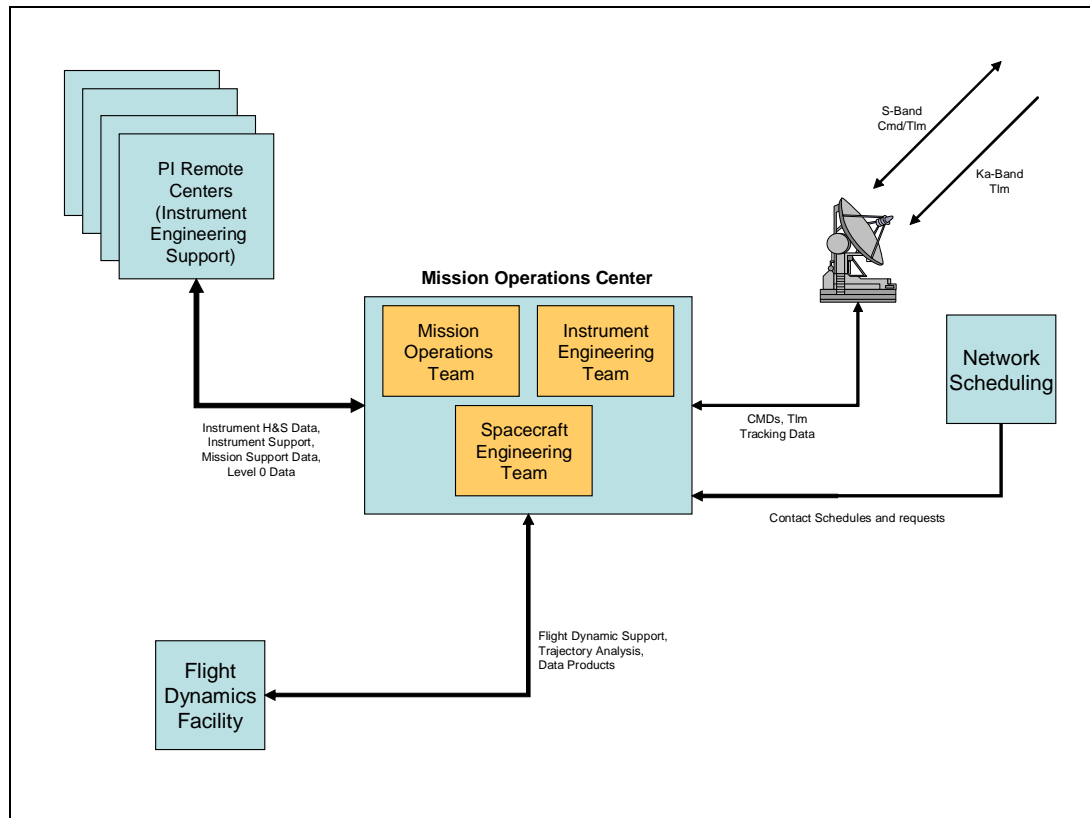 PI Remote
Centers
(Instrument
Engineering
Support)
S-Band
Cmd/Tlm
Ka-Band
Tlm
Mission Operations Center
Mission
Operations
Team
Instrument
Engineering
Team
Spacecraft
Engineering
Team
Network
Scheduling
Instrument H&S Data,
Instrument Support,
Mission Support Data,
Level 0 Data
CMDs, Tlm
Tracking Data
Contact Schedules and requests
Flight Dynamic Support,
Trajectory Analysis,
Data Products
Flight
Dynamics
Facility